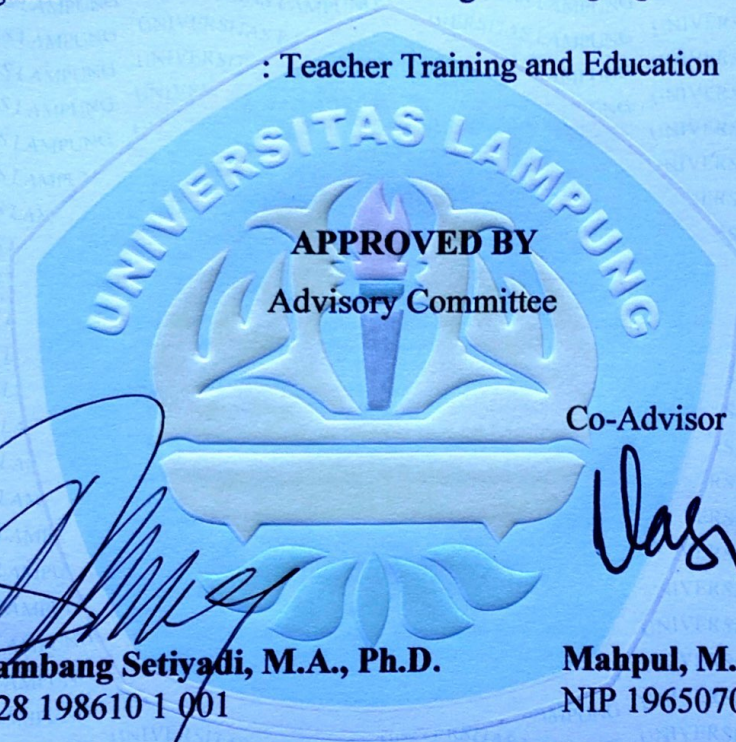 : Teacher Training and Education
UNIVERSITAS LAMPUNG
APPROVED BY
Advisory Committee
Co-Advisor
ambang Setiyadi, M.A., Ph.D.
Mahpul, M.
28 198610 1 001
NIP 1965070